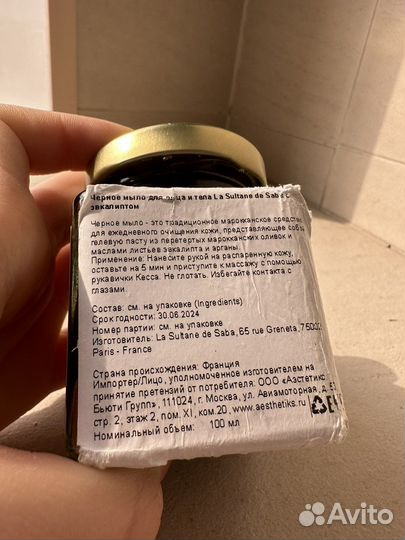 Черное мыло для лица и тела La Sultane de Saba с
эвкалиптом
Черное мыло - это традиционное марокканское средство
для ежедневного очищения кожи, представляющее собой
гелевую пасту из перетертых марокканских оливок и
маслами листьев эвкалипта и арганы.
Применение: Нанесите рукой на распаренную кожу,
оставьте на 5 мин и приступите к массажу с помощью
рукавички Кесса. Не глотать. Избегайте контакта с
глазами.
Состав: см. на упаковке (Ingredients)
Срок годности: 30.06.2024
Номер партии: см. на упаковке
Изготовитель: La Sultane de Saba, 65 rue Greneta, 75002
Paris - France
Страна происхождения: Франция
Импортер/Лицо, уполномоченное изготовителем на
принятие претензий от потребителя: ООО «Аэстетикс
Бьюти Групп», 111024, г. Москва, ул. Авиамоторная, д.
стр. 2, этаж 2, пом. XI, ком.20, www.aesthetiks.ru
Номинальный объем: 100 мл
Avito